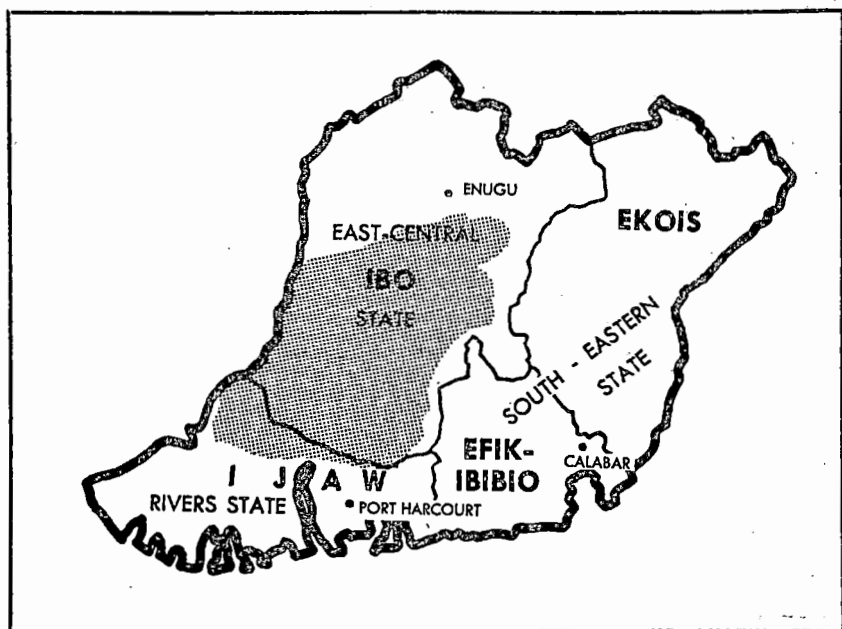 ENUGU
EAST-CENTRAL
EKOIS
IBO
STATE
SOUTH - EASTERN
STATE
EFIK-
IBIBIO
CALABAR
I J A W
RIVERS STATE
PORT HARCOURT